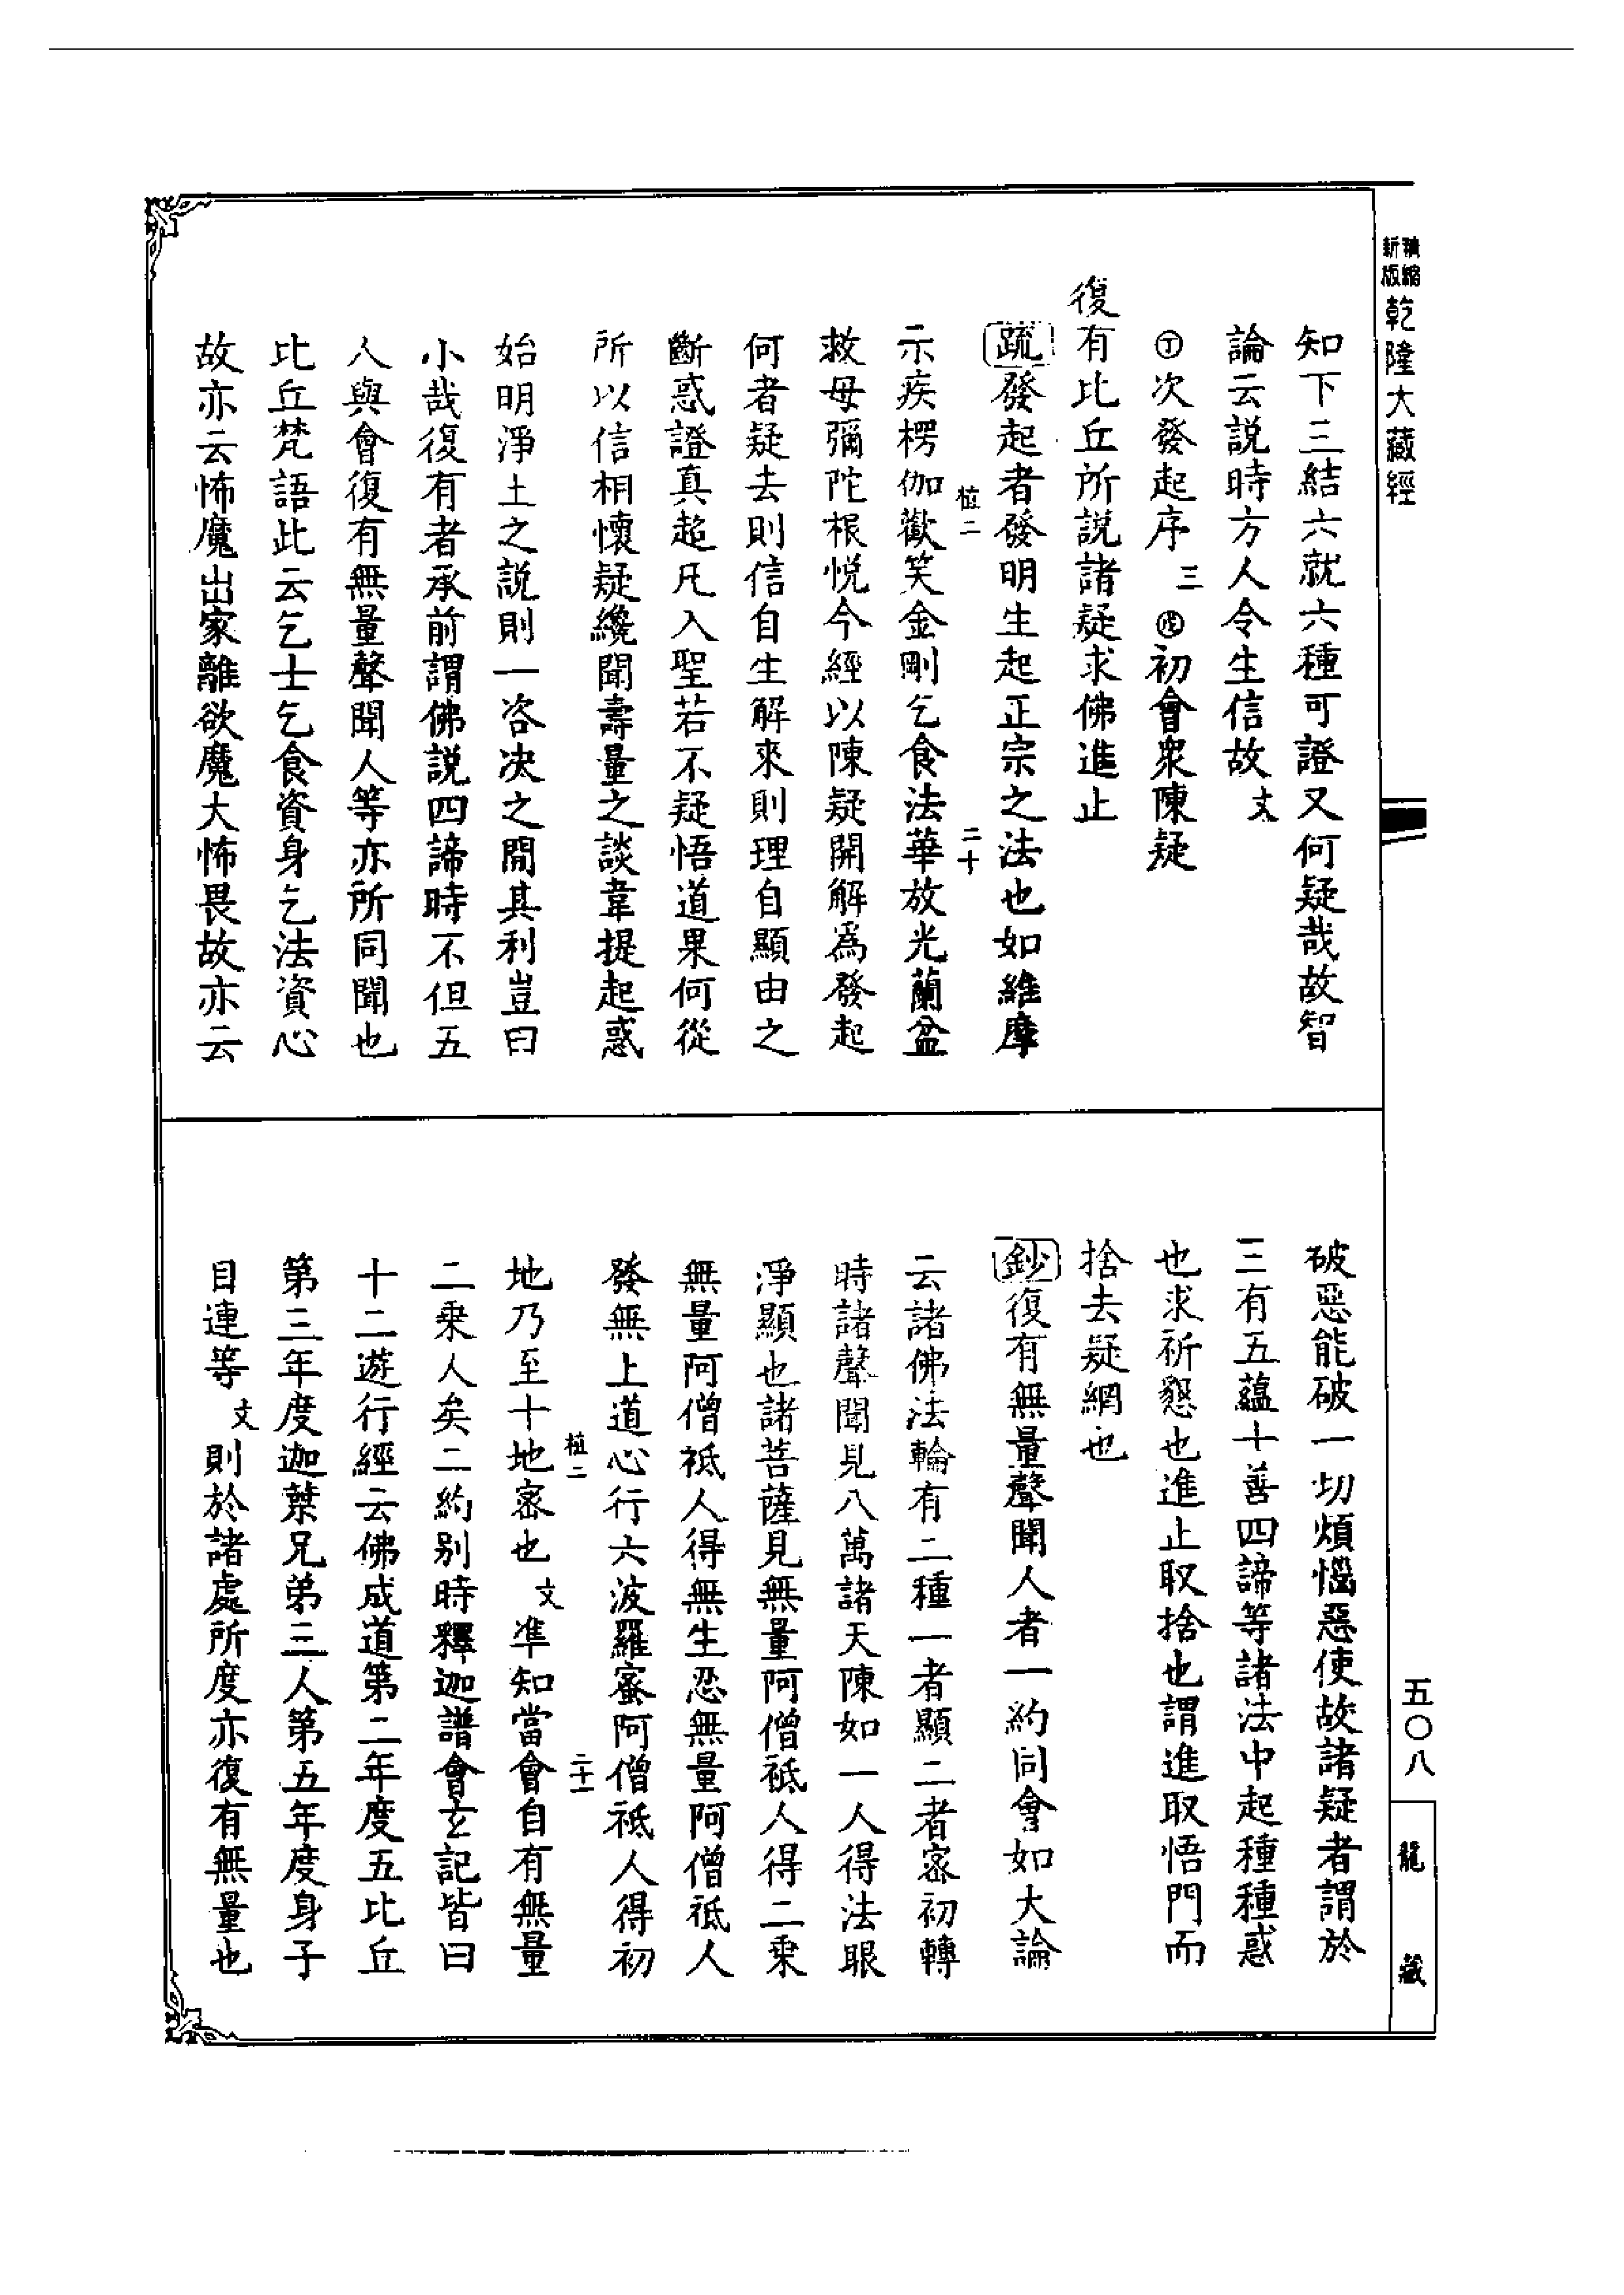 精縮
新版
乾隆大藏經
知下三結六就六種可證又何疑哉故智
論云說時方人令生信故文
丁次發起序三戊初會衆陳疑
復有比丘所說諸疑求佛進止
疏發起者發明生起正宗之法也如維摩
植二 二十
示疾楞伽歡笑金剛乞食法華放光蘭盆
救母彌陀根悅今經以陳疑開解為發起
何者疑去則信自生解來則理自顯由之
斷惑證真超凡入聖若不疑悟道果何從
所以信相懷疑纔聞壽量之談韋提起惑
始明淨土之說則一咨决之間其利豈曰
小哉復有者承前謂佛說四諦時不但五
人與會復有無量聲聞人等亦所同聞也
比丘梵語此云乞士乞食資身乞法資心
故亦云怖魔出家離欲魔大怖畏故亦云
破惡能破一切煩惱惡使故諸疑者謂於
三有五蘊十善四諦等諸法中起種種惑
也求祈懇也進止取捨也謂進取悟門而
捨去疑網也
鈔復有無量聲聞人者一約同會如大論
云諸佛法輪有二種一者顯二者密初轉
時諸聲聞見八萬諸天陳如一人得法眼
淨顯也諸菩薩見無量阿僧祇人得二乘
無量阿僧祇人得無生忍無量阿僧祇人
發無上道心行六波羅蜜阿僧祇人得初
植二 二十一
地乃至十地密也文準知當會自有無量
二乘人矣二約別時釋迦譜會玄記皆曰
十二遊行經云佛成道第二年度五比丘
第三年度迦葉兄弟三人第五年度身子
目連等文則於諸處所度亦復有無量也
五〇八
龍藏